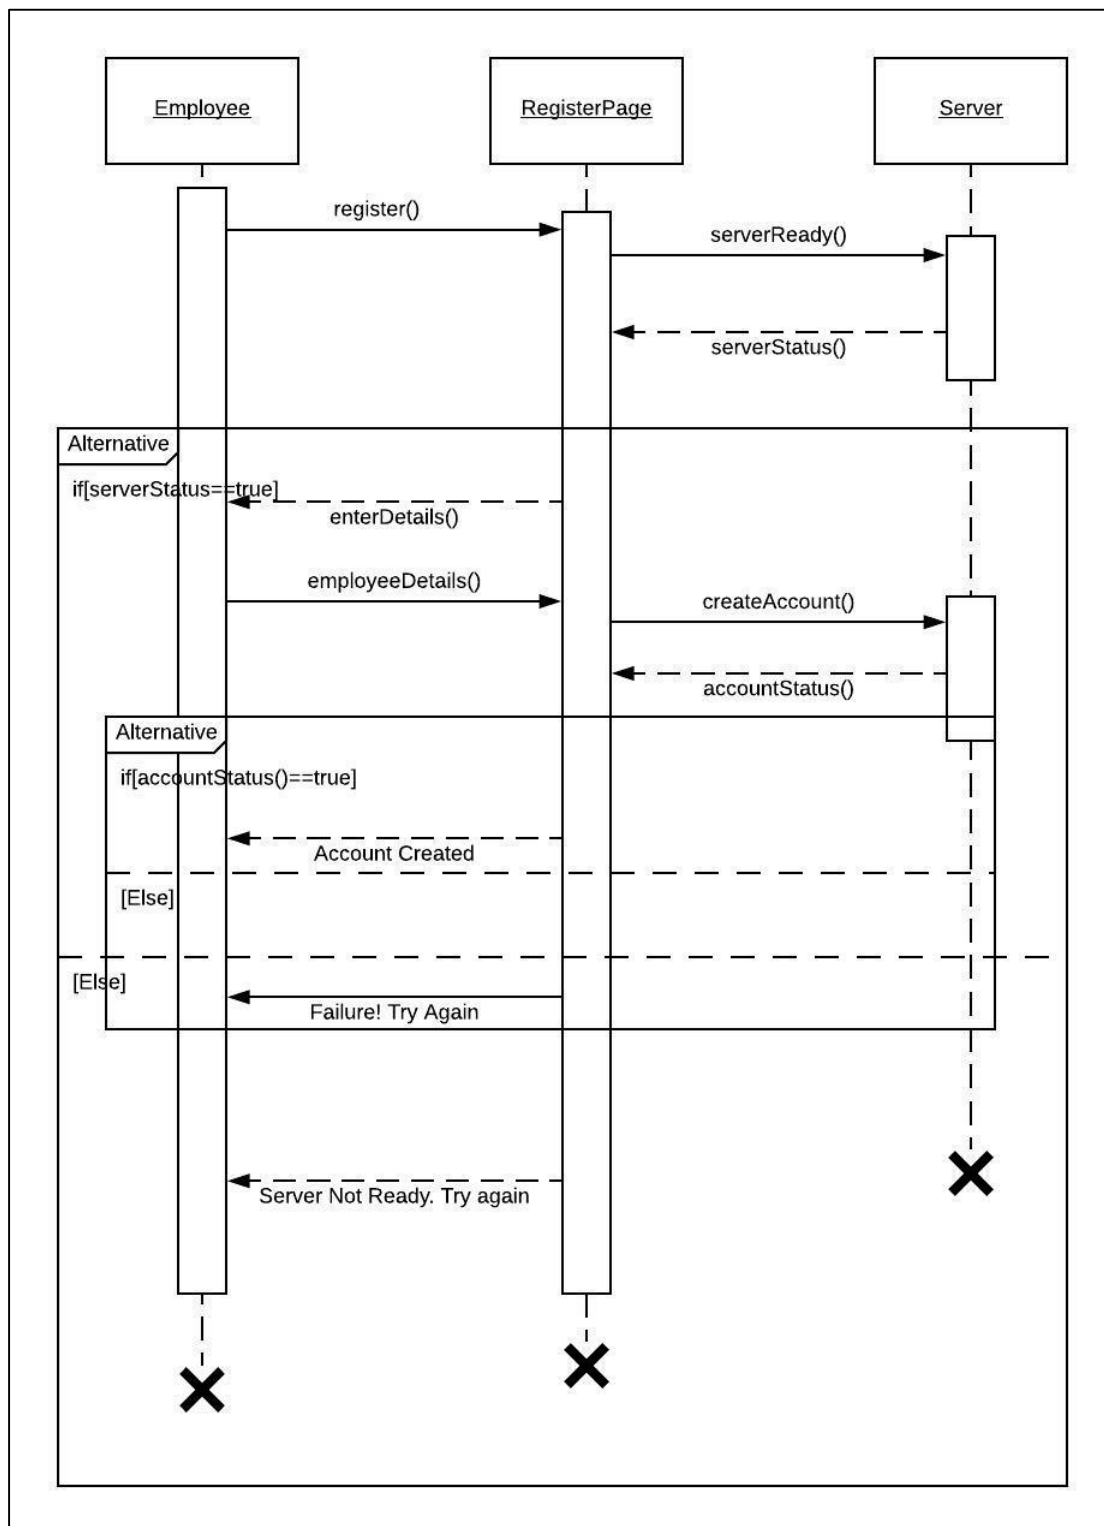 Employee
RegisterPage
Server
register()
serverReady()
serverStatus()
Alternative
if[serverStatus==true]
enterDetails()
employeeDetails()
createAccount()
accountStatus()
Alternative
if[accountStatus()==true]
Account Created
[Else]
[Else]
Failure! Try Again
Server Not Ready. Try again